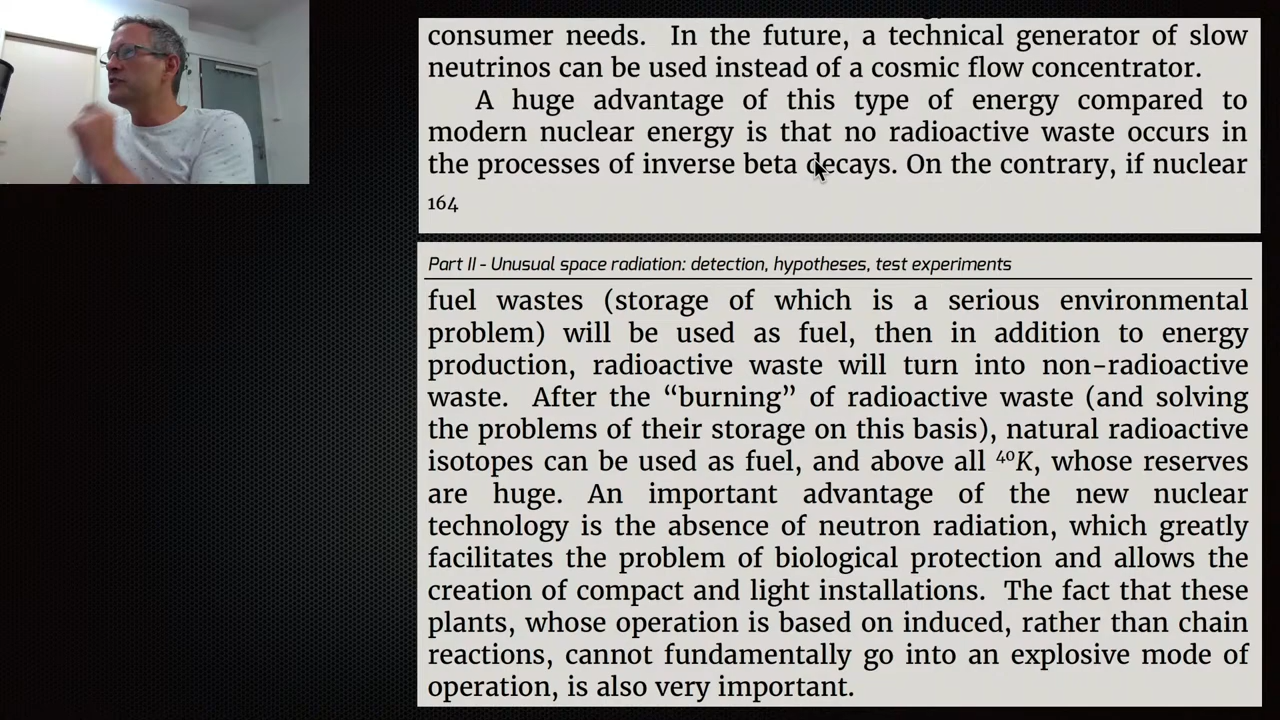 consumer needs. In the future, a technical generator of slow
neutrinos can be used instead of a cosmic flow concentrator.
A huge advantage of this type of energy compared to
modern nuclear energy is that no radioactive waste occurs in
the processes of inverse beta decays. On the contrary, if nuclear
164
Part II - Unusual space radiation: detection, hypotheses, test experiments
fuel wastes (storage of which is a serious environmental
problem) will be used as fuel, then in addition to energy
production, radioactive waste will turn into non-radioactive
waste. After the “burning” of radioactive waste (and solving
the problems of their storage on this basis), natural radioactive
isotopes can be used as fuel, and above all ⁴⁰K, whose reserves
are huge. An important advantage of the new nuclear
technology is the absence of neutron radiation, which greatly
facilitates the problem of biological protection and allows the
creation of compact and light installations. The fact that these
plants, whose operation is based on induced, rather than chain
reactions, cannot fundamentally go into an explosive mode of
operation, is also very important.